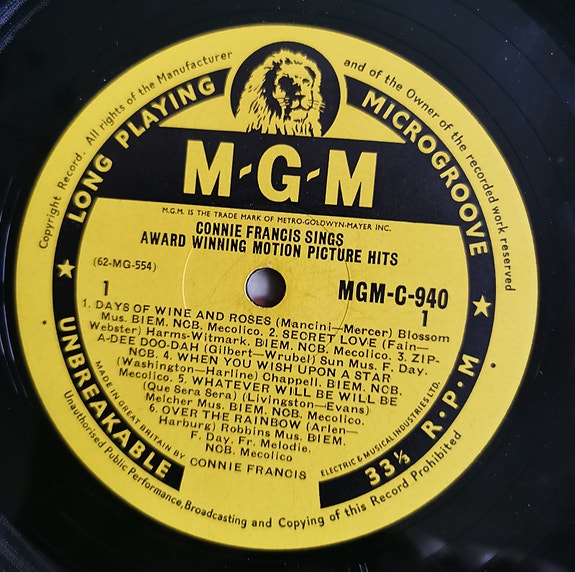 Copyright Record. All rights of the Manufacturer and of the Owner of the recorded work reserved
LONG PLAYING MICROGROOVE
M-G-M
M.G.M. IS THE TRADE MARK OF METRO-GOLDWYN-MAYER INC.
CONNIE FRANCIS SINGS
AWARD WINNING MOTION PICTURE HITS
(62-MG-554)
MGM-C-940
1
1
1. DAYS OF WINE AND ROSES (Mancini—Mercer) Blossom
Mus. BIEM. NCB. Mecolico. 2. SECRET LOVE (Fain—
Webster) Harms-Witmark. BIEM. NCB. Mecolico. 3. ZIP-
A-DEE DOO-DAH (Gilbert—Wrubel) Sun Mus. F. Day.
NCB. 4. WHEN YOU WISH UPON A STAR
(Washington—Harline) Chappell. BIEM. NCB.
Mecolico. 5. WHATEVER WILL BE WILL BE
(Que Sera Sera) (Livingston—Evans)
Melcher Mus. BIEM. NCB. Mecolico.
6. OVER THE RAINBOW (Arlen—
Harburg) Robbins Mus. BIEM.
F. Day. Fr. Melodie.
NCB. Mecolico
CONNIE FRANCIS
UNBREAKABLE
33⅓ R·P·M
MADE IN GREAT BRITAIN BY ELECTRIC & MUSICAL INDUSTRIES LTD.
Unauthorised Public Performance, Broadcasting and Copying of this Record Prohibited